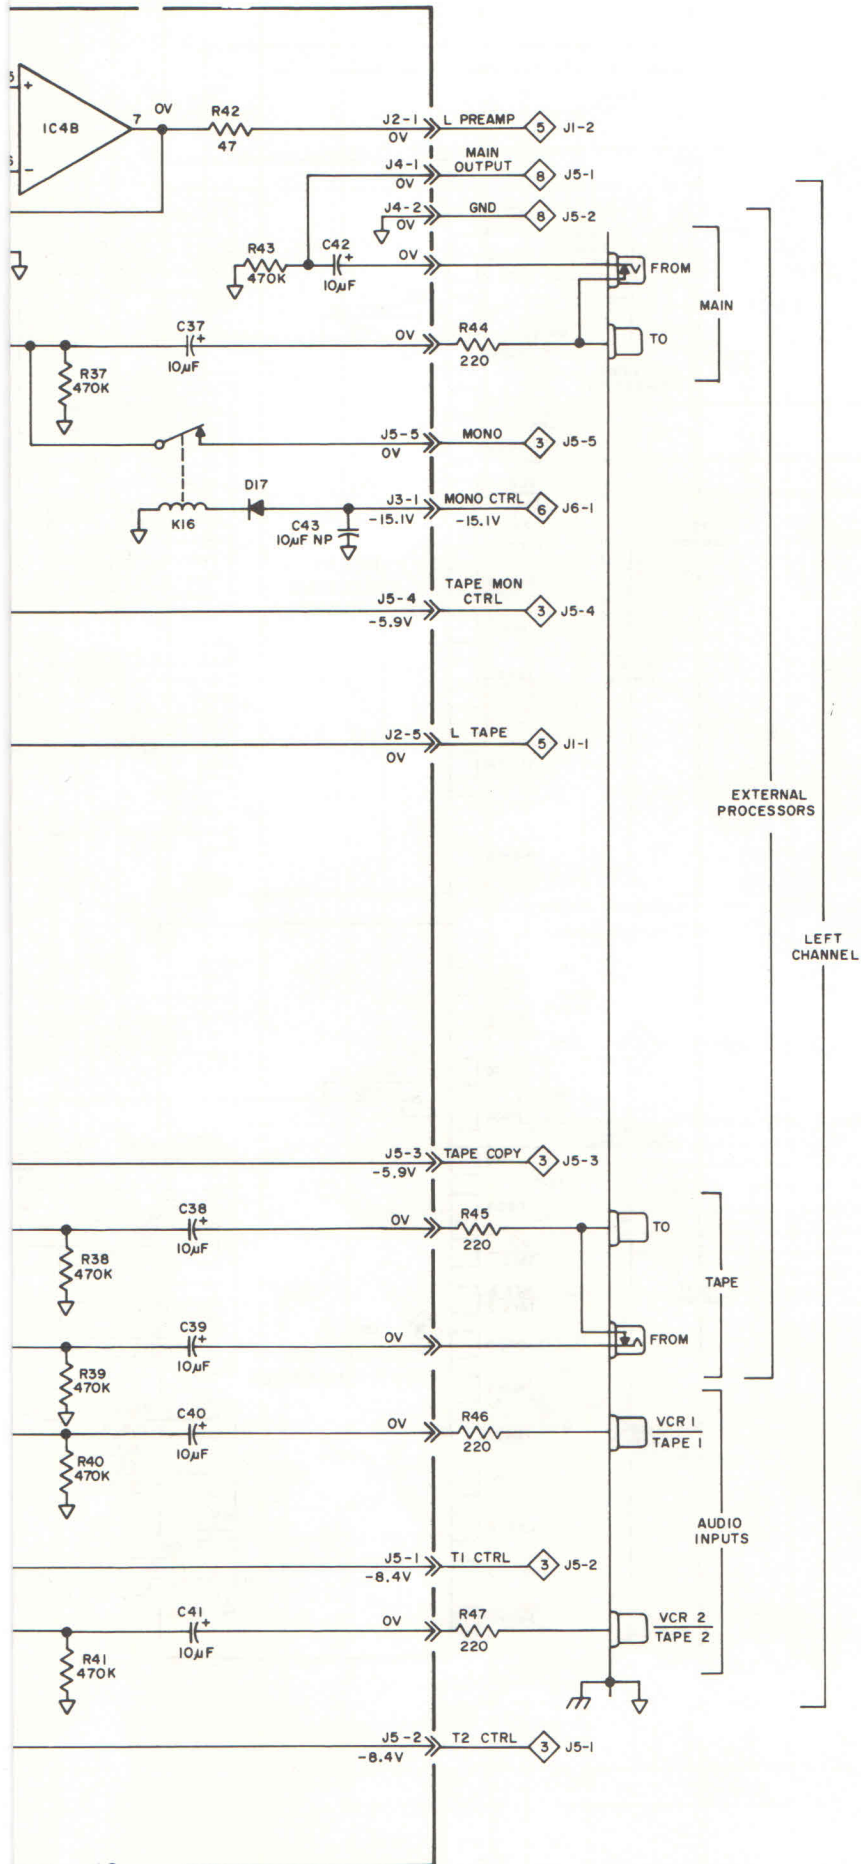 5
+
IC4B
7
0V
R42
47
J2-1
0V
L PREAMP
5
J1-2
6
−
J4-1
0V
MAIN
OUTPUT
8
J5-1
J4-2
0V
GND
8
J5-2
R43
470K
C42
+
10µF
0V
FROM
MAIN
C37
+
10µF
0V
R44
220
TO
R37
470K
J5-5
0V
MONO
3
J5-5
K16
D17
C43
10µF NP
J3-1
-15.1V
MONO CTRL
-15.1V
6
J6-1
J5-4
-5.9V
TAPE MON
CTRL
3
J5-4
J2-5
0V
L TAPE
5
J1-1
EXTERNAL
PROCESSORS
LEFT
CHANNEL
J5-3
-5.9V
TAPE COPY
3
J5-3
C38
+
10µF
0V
R45
220
TO
R38
470K
TAPE
C39
+
10µF
0V
FROM
R39
470K
C40
+
10µF
0V
R46
220
VCR 1
TAPE 1
R40
470K
AUDIO
INPUTS
J5-1
-8.4V
T1 CTRL
3
J5-2
C41
+
10µF
0V
R47
220
VCR 2
TAPE 2
R41
470K
J5-2
-8.4V
T2 CTRL
3
J5-1